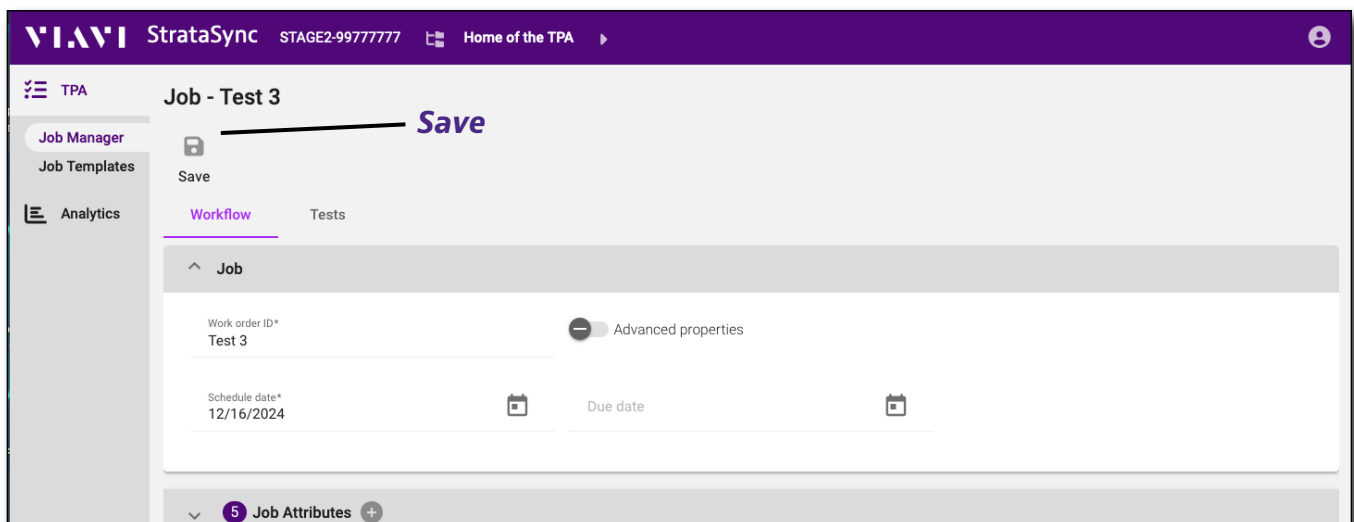 VIAVI StrataSync STAGE2-99777777 Home of the TPA
TPA
Job Manager
Job Templates
Analytics
Job - Test 3
Save
Save
Workflow Tests
Job
Work order ID*
Test 3
Advanced properties
Schedule date*
12/16/2024
Due date
5 Job Attributes